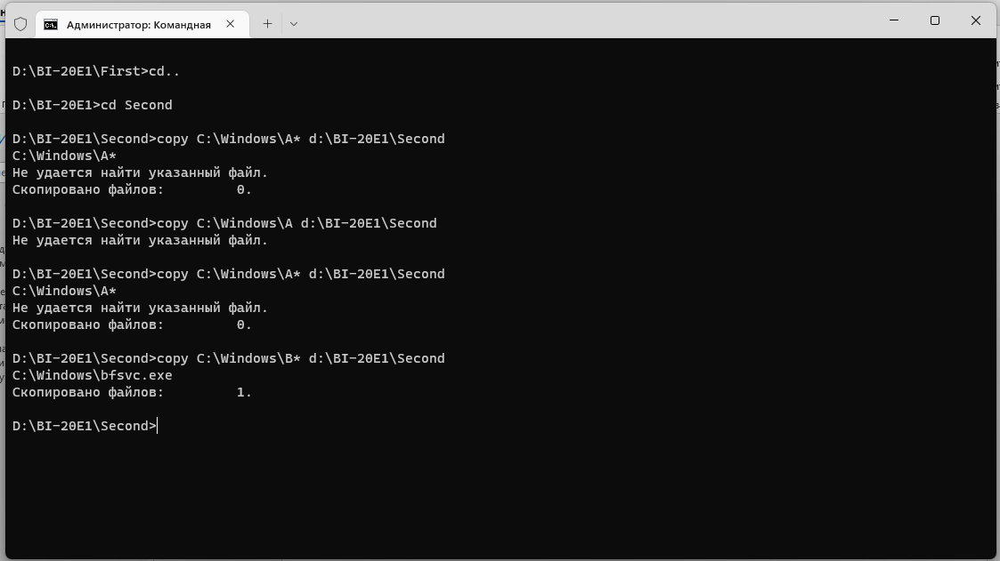 Администратор: Командная
D:\BI-20E1\First>cd..
D:\BI-20E1>cd Second
D:\BI-20E1\Second>copy C:\Windows\A* d:\BI-20E1\Second
C:\Windows\A*
Не удается найти указанный файл.
Скопировано файлов:         0.
D:\BI-20E1\Second>copy C:\Windows\A d:\BI-20E1\Second
Не удается найти указанный файл.
D:\BI-20E1\Second>copy C:\Windows\A* d:\BI-20E1\Second
C:\Windows\A*
Не удается найти указанный файл.
Скопировано файлов:         0.
D:\BI-20E1\Second>copy C:\Windows\B* d:\BI-20E1\Second
C:\Windows\bfsvc.exe
Скопировано файлов:         1.
D:\BI-20E1\Second>